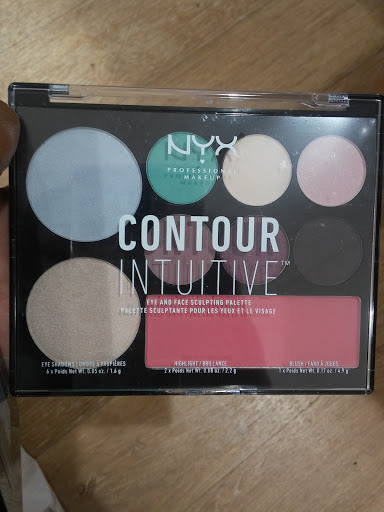 NYX
PROFESSIONAL
MAKEUP
CONTOUR
INTUITIVE™
EYE AND FACE SCULPTING PALETTE
PALETTE SCULPTANTE POUR LES YEUX ET LE VISAGE
EYE SHADOWS / OMBRE À PAUPIÈRES
6 x Poids Net Wt. 0.05 oz. / 1.6 g
HIGHLIGHT / BRILLANCE
2 x Poids Net Wt. 0.08 oz. / 2.2 g
BLUSH / FARD À JOUES
1 x Poids Net Wt. 0.17 oz. / 4.9 g